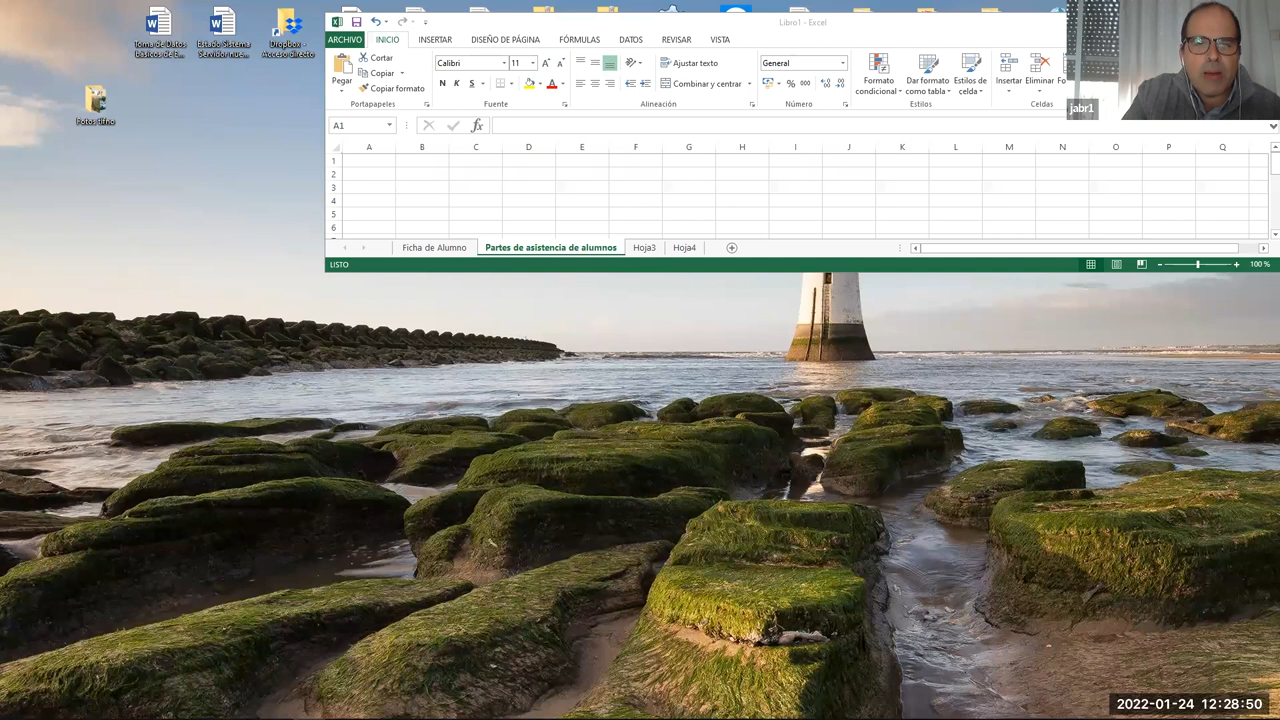 Toma de Datos
Básicos de E...
Estado Sistema
Servidor eure...
Dropbox -
Acceso directo
Fotos tifno
Libro1 - Excel
ARCHIVO INICIO INSERTAR DISEÑO DE PÁGINA FÓRMULAS DATOS REVISAR VISTA
Pegar
Cortar
Copiar
Copiar formato
Portapapeles
Calibri 11
N K S
Fuente
Ajustar texto
Combinar y centrar
Alineación
General
% 000
Número
Formato
condicional
Dar formato
como tabla
Estilos de
celda
Estilos
Insertar Eliminar Fo
Celdas
jabr1
A1 fx
A B C D E F G H I J K L M N O P Q
1
2
3
4
5
6
Ficha de Alumno Partes de asistencia de alumnos Hoja3 Hoja4
LISTO 100 %
2022-01-24 12:28:50